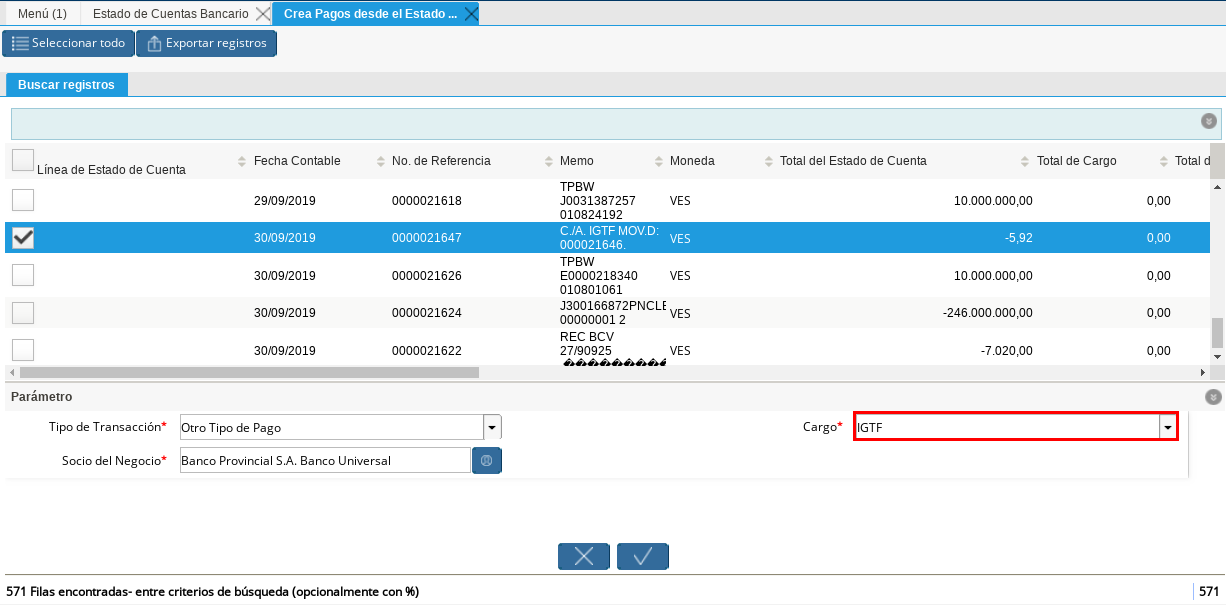 Menú (1) Estado de Cuentas Bancario Crea Pagos desde el Estado ...
Seleccionar todo Exportar registros
Buscar registros
Línea de Estado de Cuenta Fecha Contable No. de Referencia Memo Moneda Total del Estado de Cuenta Total de Cargo Total d
TPBW
29/09/2019 0000021618 J0031387257 VES 10.000.000,00 0,00
010824192
30/09/2019 0000021647 C./A. IGTF MOV.D: VES -5,92 0,00
000021646.
TPBW
30/09/2019 0000021626 E0000218340 VES 10.000.000,00 0,00
010801061
30/09/2019 0000021624 J300166872PNCLE VES -246.000.000,00 0,00
00000001 2
REC BCV
30/09/2019 0000021622 27/90925 VES -7.020,00 0,00
���������
Parámetro
Tipo de Transacción* Otro Tipo de Pago Cargo* IGTF
Socio del Negocio* Banco Provincial S.A. Banco Universal
571 Filas encontradas- entre criterios de búsqueda (opcionalmente con %) 571